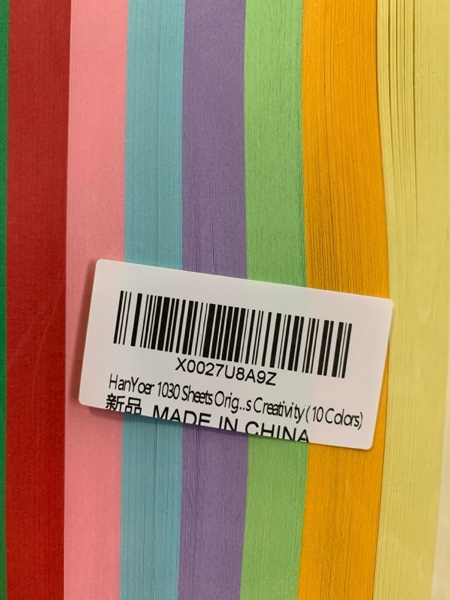 X0027U8A9Z
HanYoer 1030 Sheets Orig...s Creativity (10 Colors)
新品 MADE IN CHINA